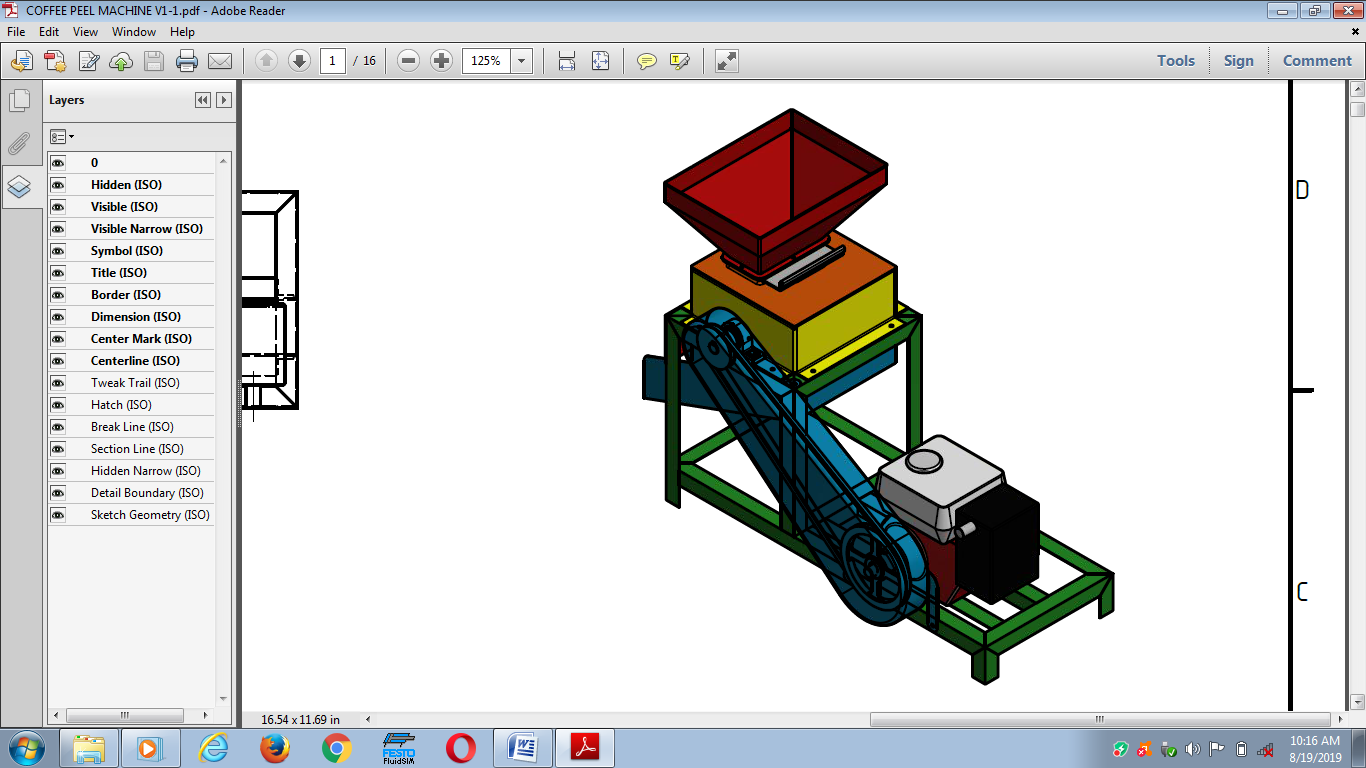 COFFEE PEEL MACHINE V1-1.pdf - Adobe Reader
File Edit View Window Help
1 / 16 125% Tools Sign Comment
Layers
0
Hidden (ISO)
Visible (ISO)
Visible Narrow (ISO)
Symbol (ISO)
Title (ISO)
Border (ISO)
Dimension (ISO)
Center Mark (ISO)
Centerline (ISO)
Tweak Trail (ISO)
Hatch (ISO)
Break Line (ISO)
Section Line (ISO)
Hidden Narrow (ISO)
Detail Boundary (ISO)
Sketch Geometry (ISO)
D
C
16.54 x 11.69 in
FESTO
FluidSIM
W
10:16 AM
8/19/2019